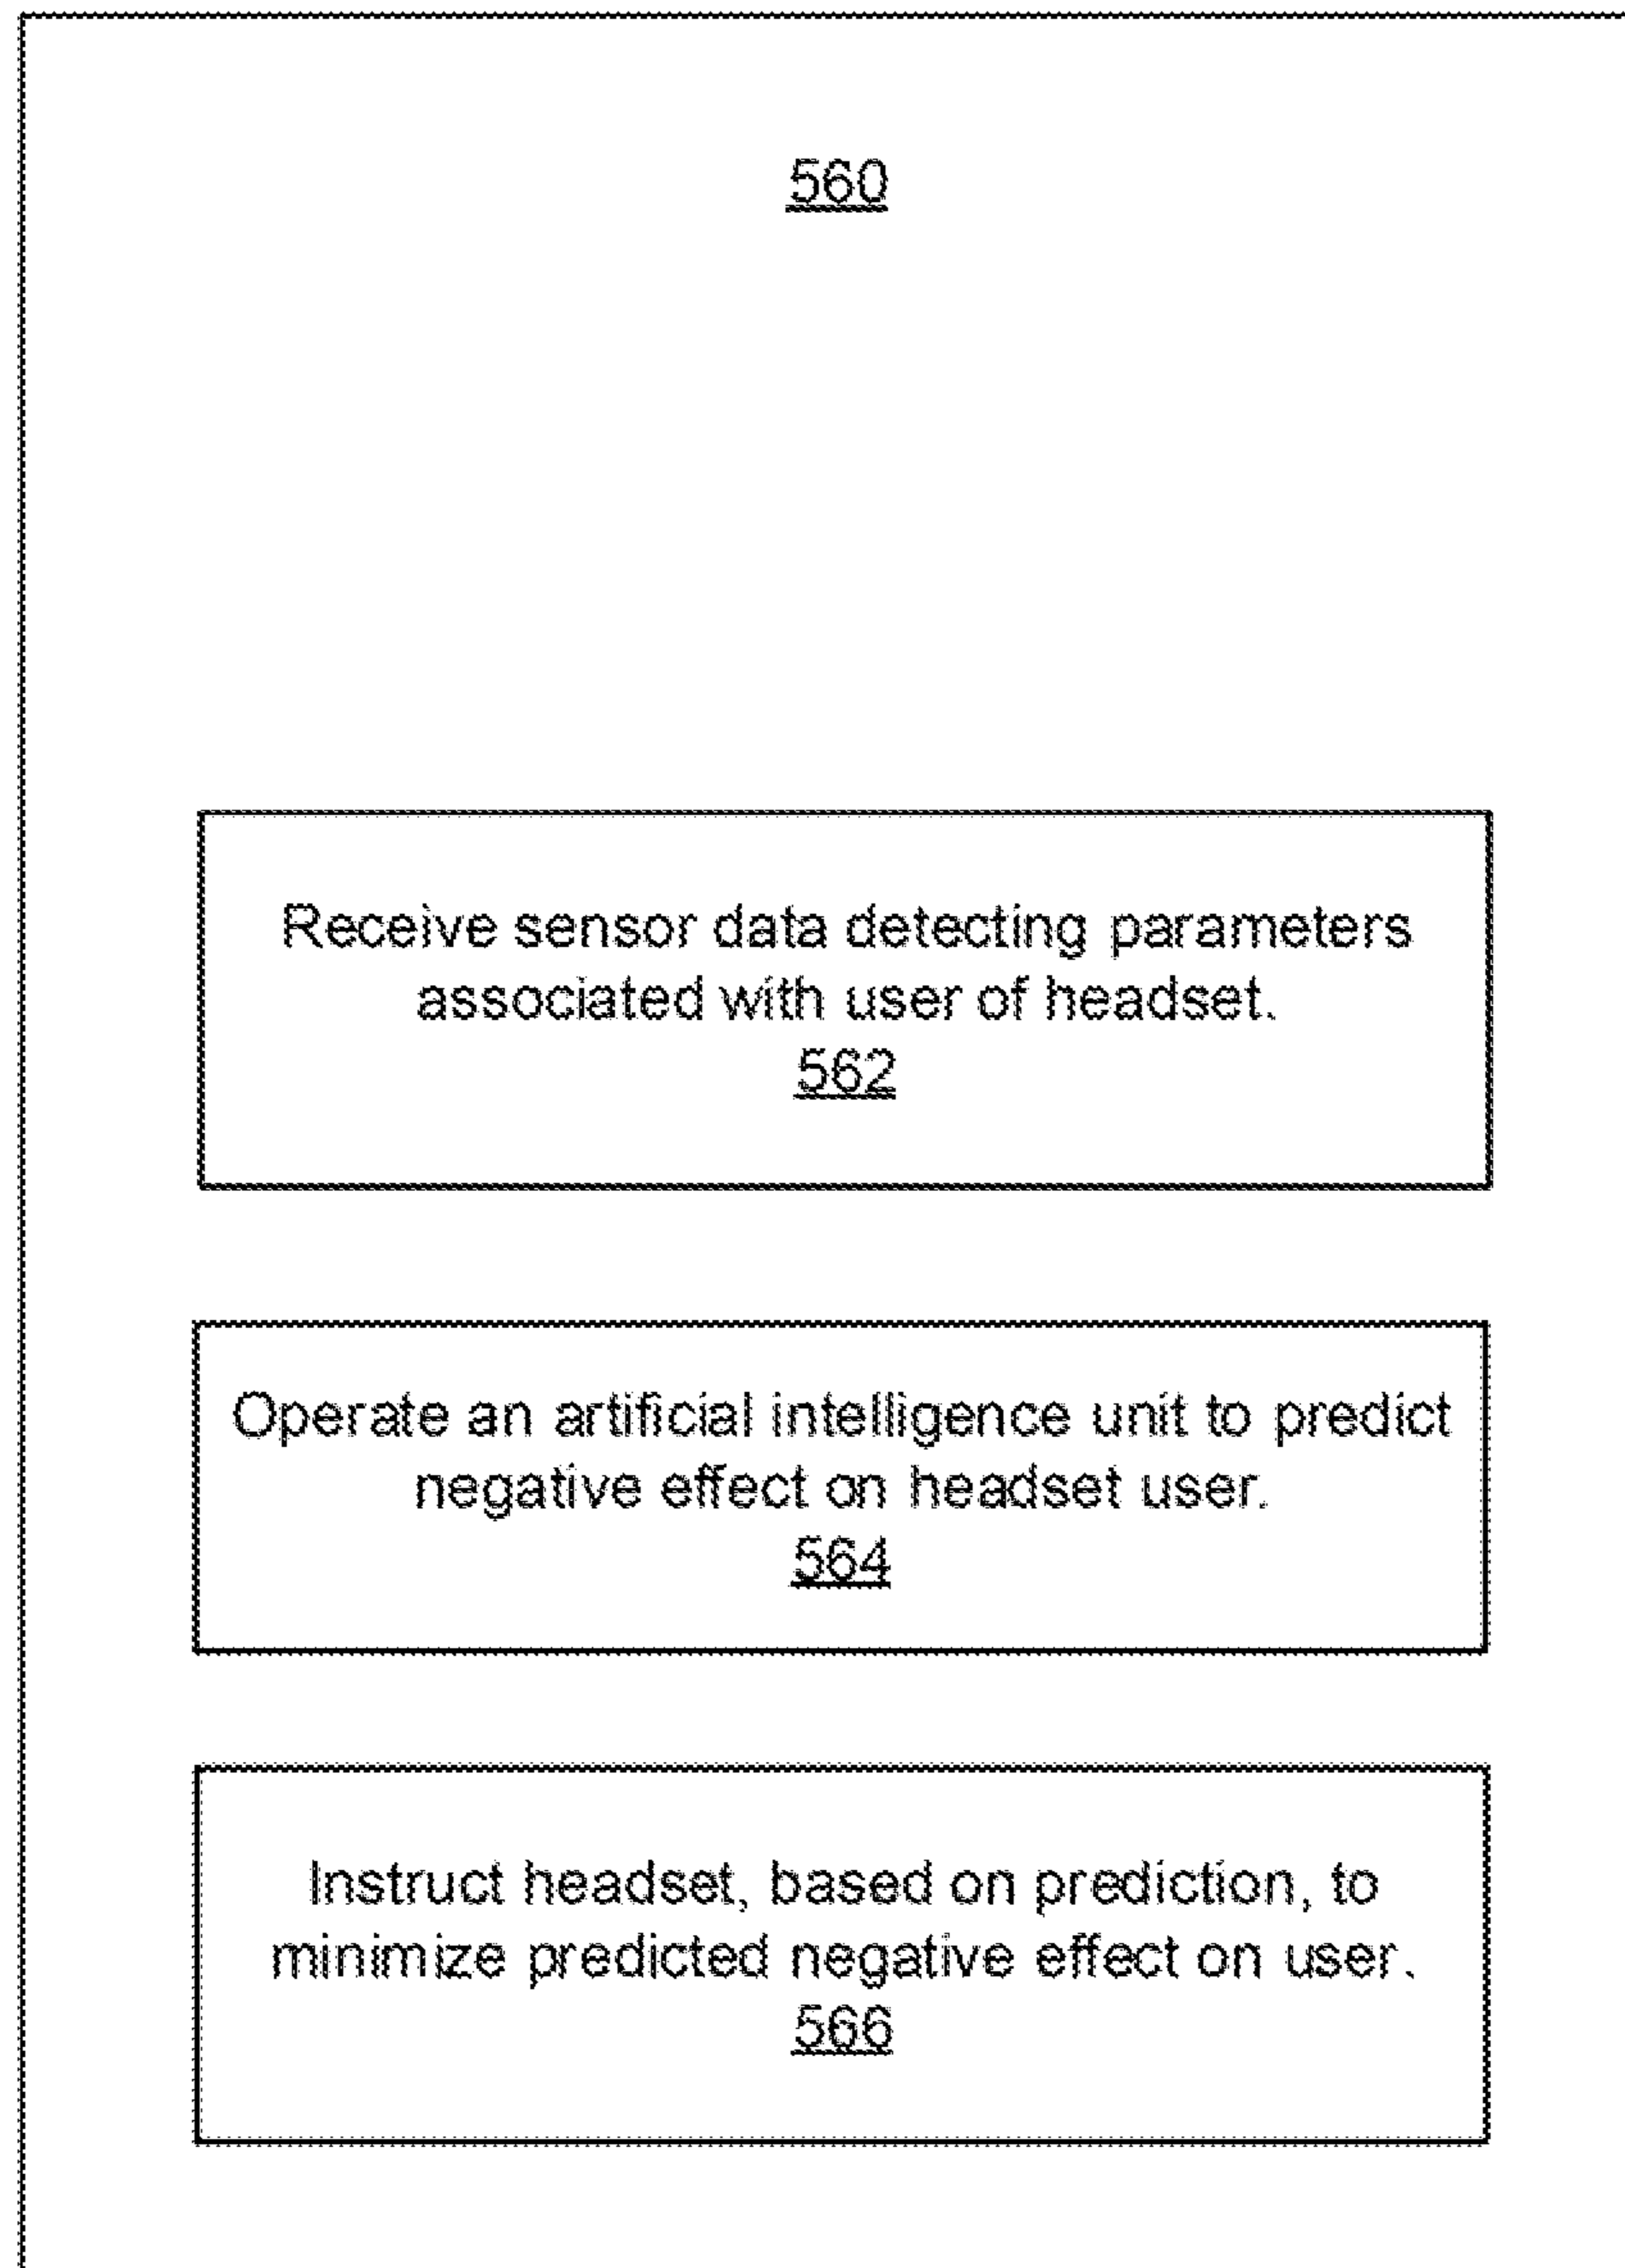 560
Receive sensor data detecting parameters
associated with user of headset.
562
Operate an artificial intelligence unit to predict
negative effect on headset user.
564
Instruct headset, based on prediction, to
minimize predicted negative effect on user.
566